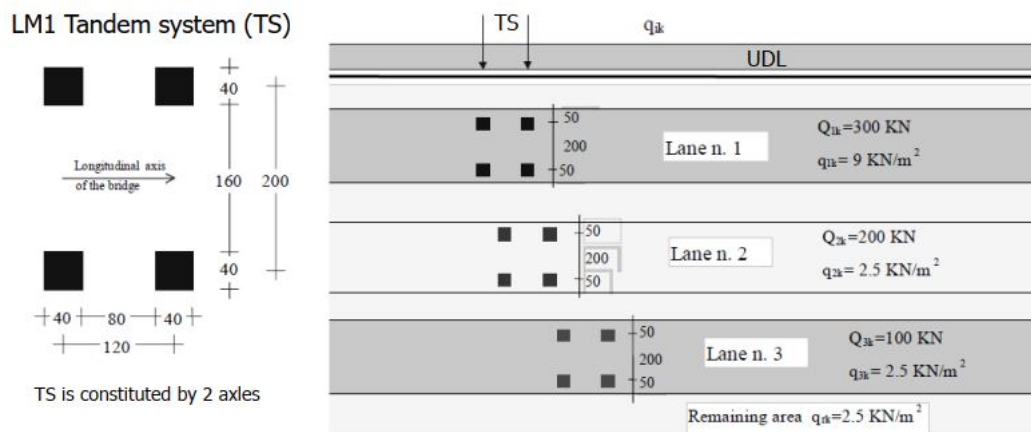 LM1 Tandem system (TS)
40
Longitudinal axis
of the bridge
160
200
40
40
80
40
120
TS is constituted by 2 axles
TS
qik
UDL
50
200
50
Lane n. 1
Q1k=300 KN
q1k= 9 KN/m²
50
200
50
Lane n. 2
Q2k=200 KN
q2k= 2.5 KN/m²
50
200
50
Lane n. 3
Q3k=100 KN
q3k= 2.5 KN/m²
Remaining area qrk=2.5 KN/m²